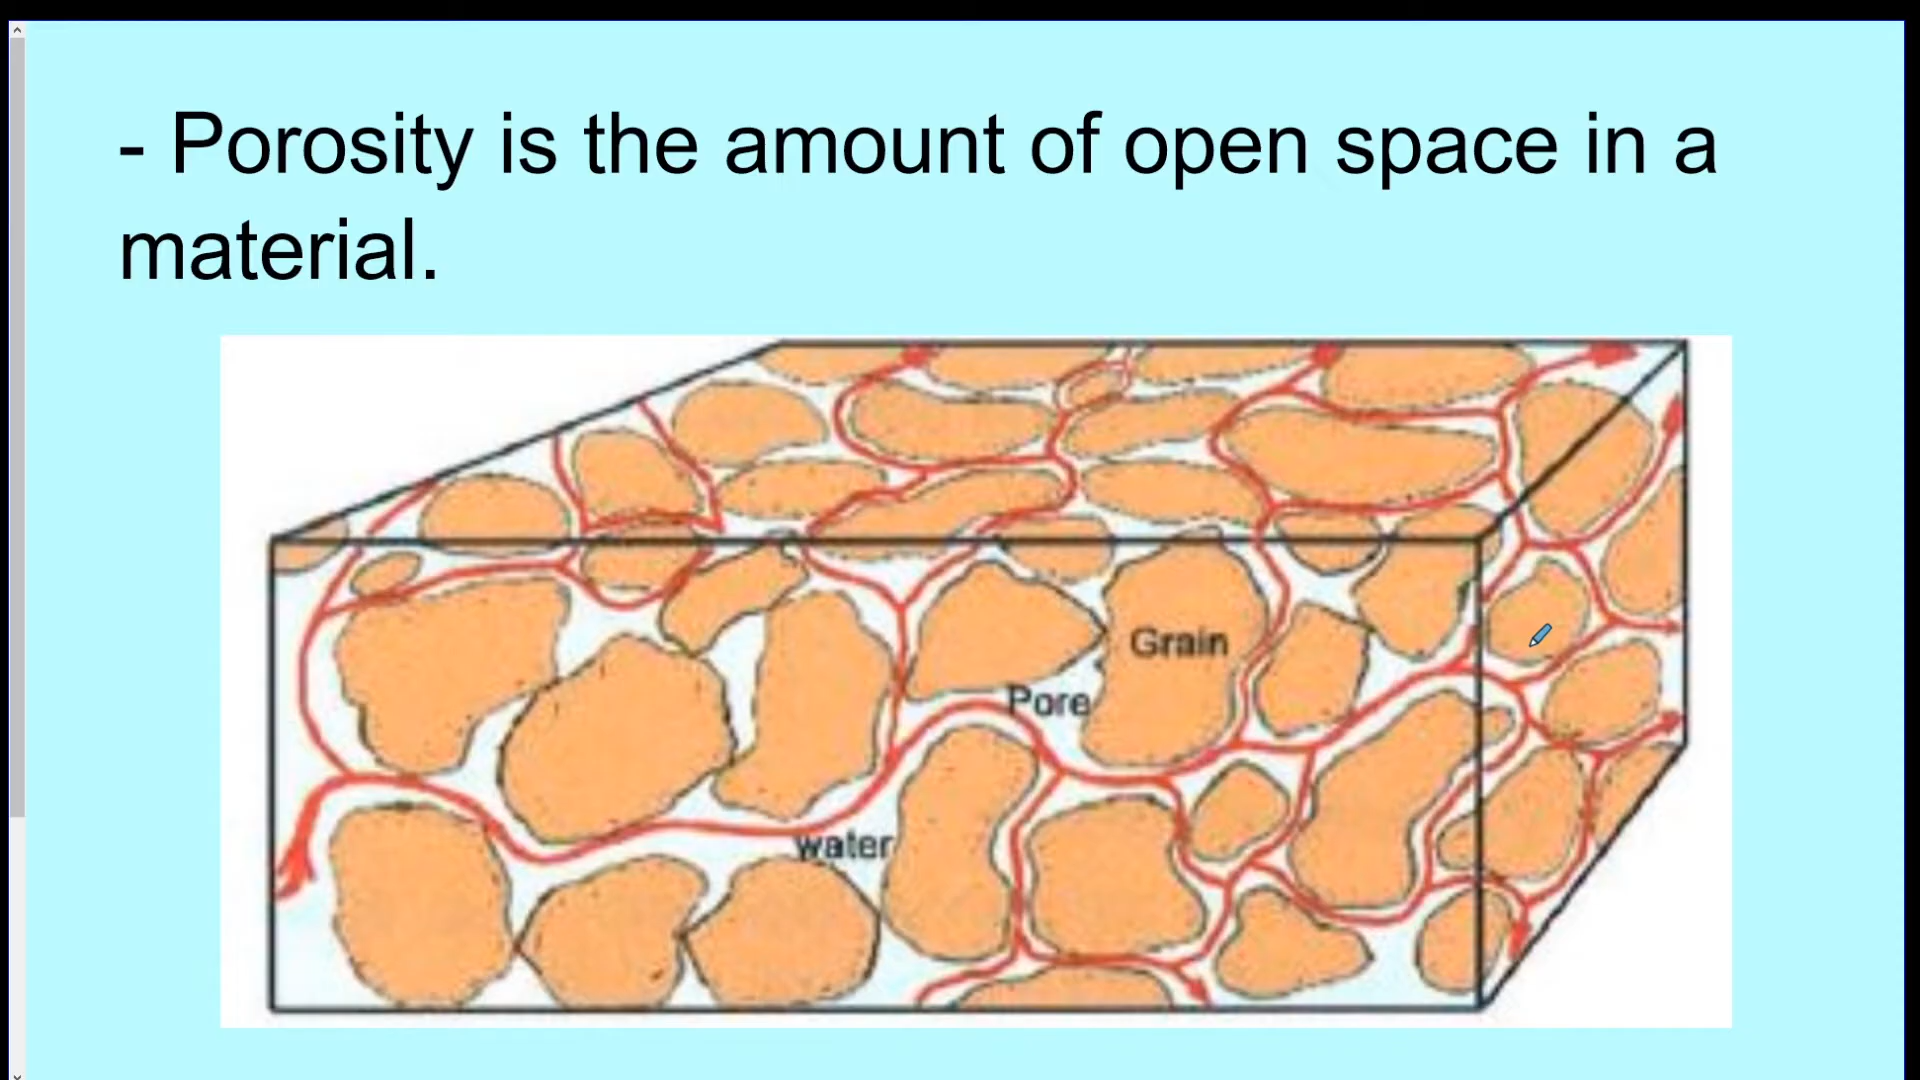 - Porosity is the amount of open space in a
material.
Grain
Pore
water